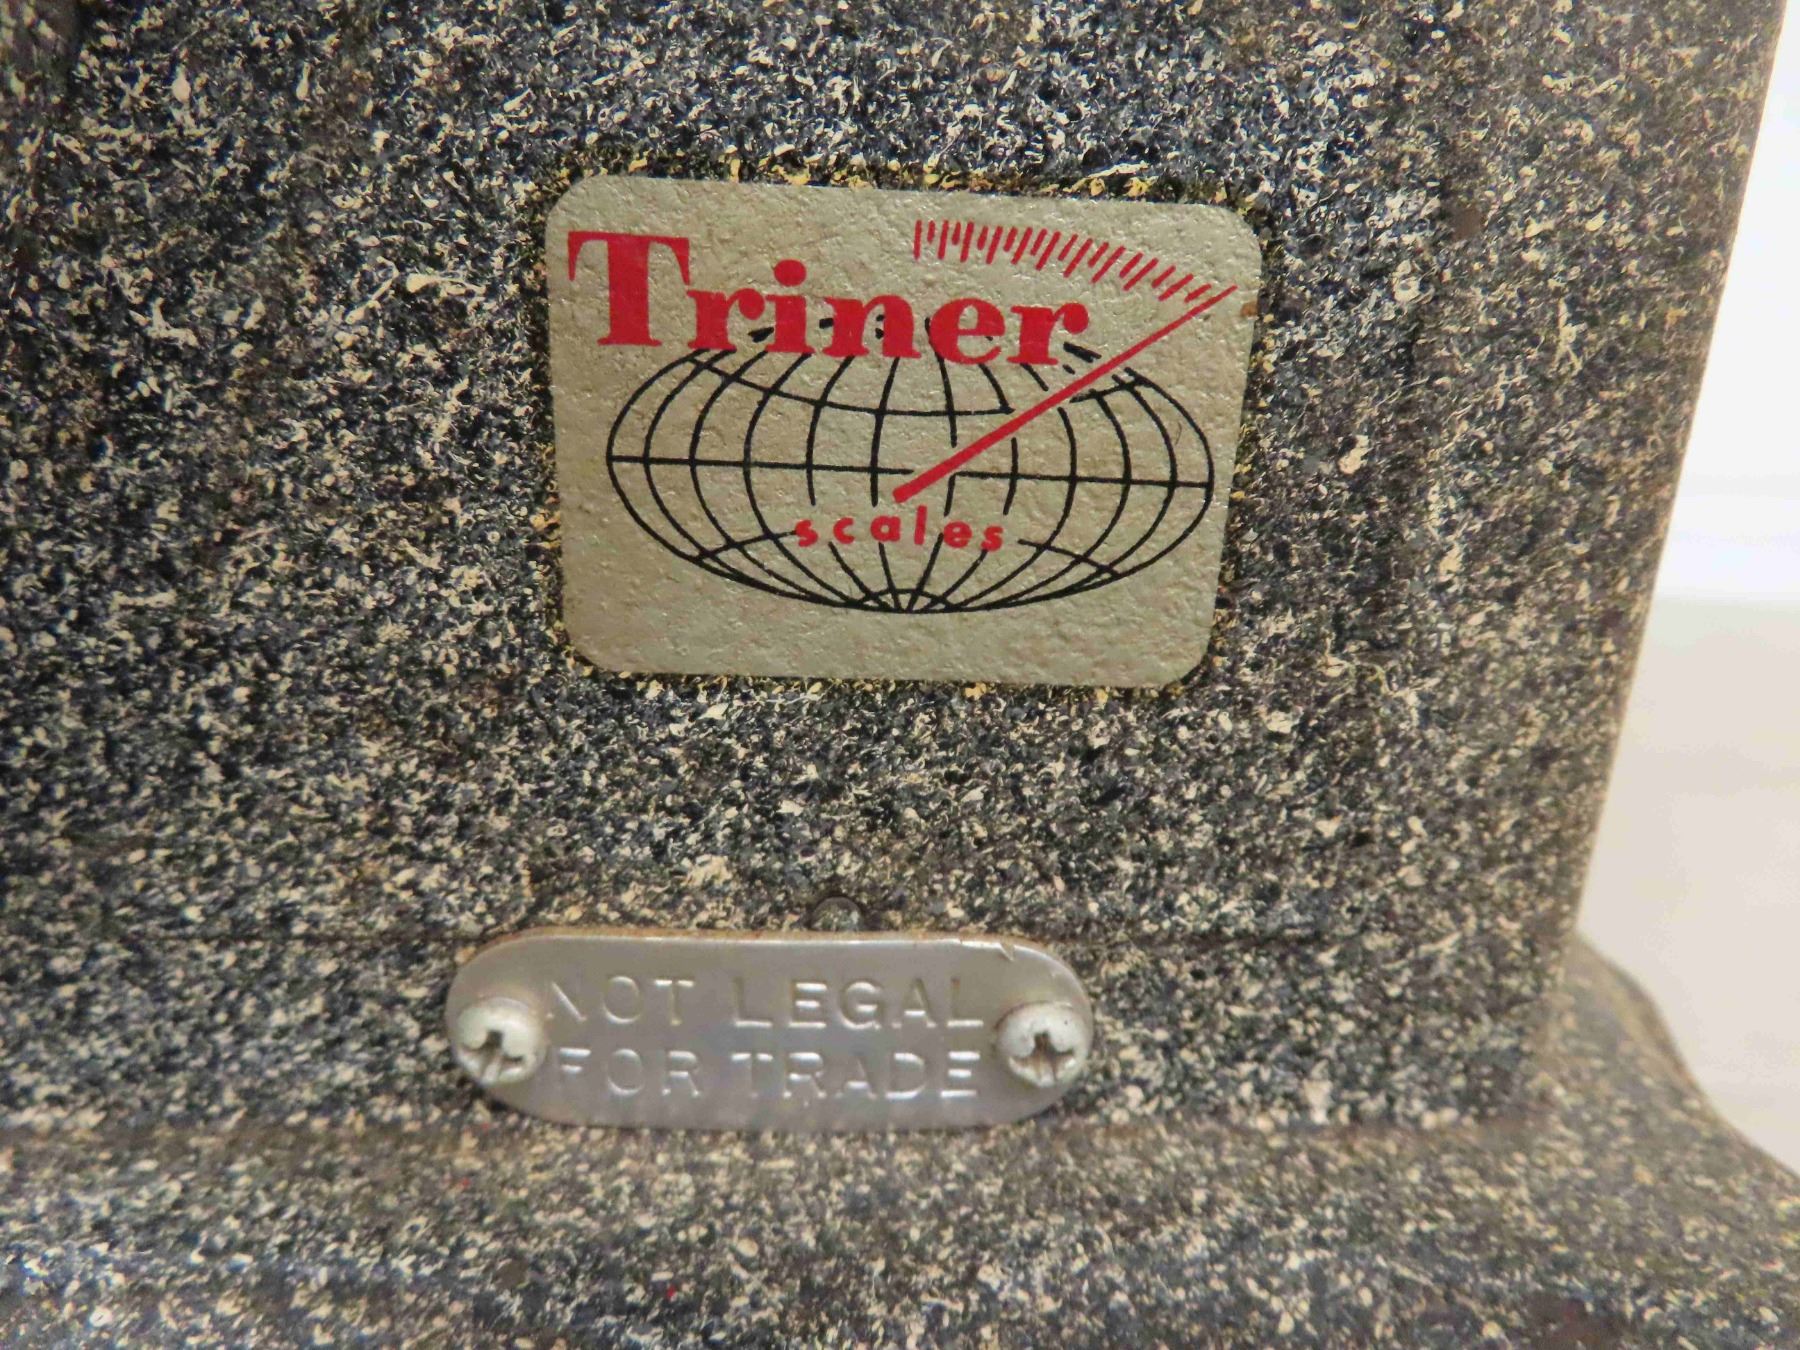 Triner
scales
NOT LEGAL
FOR TRADE